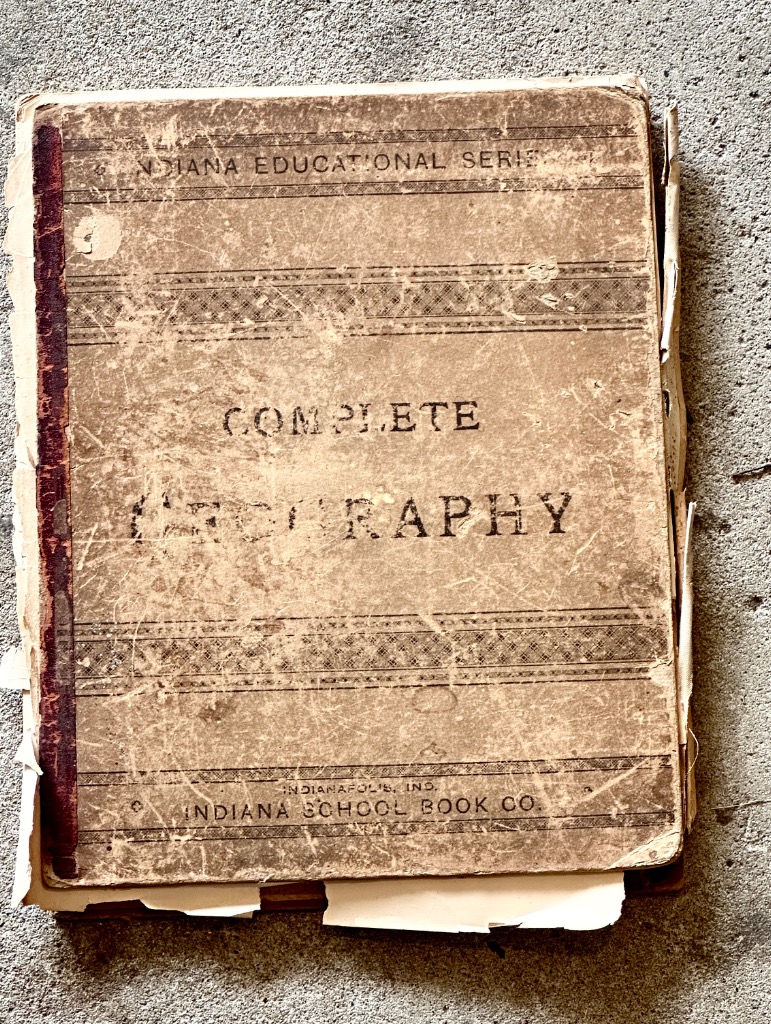 INDIANA EDUCATIONAL SERIES
COMPLETE
GEOGRAPHY
INDIANAPOLIS, IND.
INDIANA SCHOOL BOOK CO.